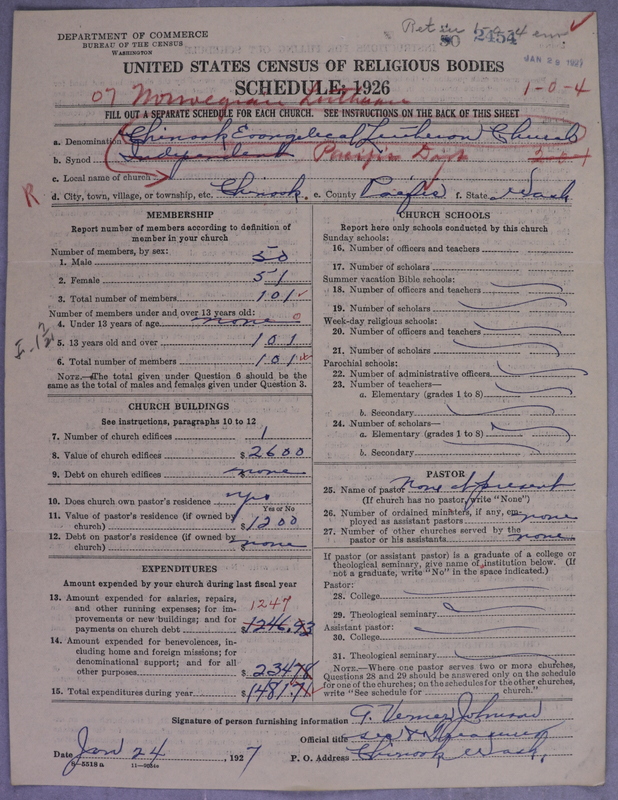 DEPARTMENT OF COMMERCE
BUREAU OF THE CENSUS
WASHINGTON
30 2454
JAN 28 1927
UNITED STATES CENSUS OF RELIGIOUS BODIES
SCHEDULE, 1926
1-0-4
07 Norwegian Lutheran
FILL OUT A SEPARATE SCHEDULE FOR EACH CHURCH. SEE INSTRUCTIONS ON THE BACK OF THIS SHEET
a. Denomination Chinook Evangelical Lutheran Church
b. Synod Independent Pacific Dist
c. Local name of church
R
d. City, town, village, or township, etc. Chinook, e. County Pacific f. State Wash
MEMBERSHIP
Report number of members according to definition of
member in your church
Number of members, by sex:
1. Male 50
2. Female 51
3. Total number of members 101
Number of members under and over 13 years old:
4. Under 13 years of age none 0
5. 13 years old and over 101
6. Total number of members 101
NOTE.—The total given under Question 6 should be
same as the total of males and females given under Question 3.
CHURCH BUILDINGS
See instructions, paragraphs 10 to 12
7. Number of church edifices 1
8. Value of church edifices $ 2600
9. Debt on church edifices none
10. Does church own pastor's residence yes
Yes or No
11. Value of pastor's residence (if owned by
church) $ 1200
12. Debt on pastor's residence (if owned by
church) $ none
EXPENDITURES
Amount expended by your church during last fiscal year
13. Amount expended for salaries, repairs,
and other running expenses; for im-
provements or new buildings; and for
payments on church debt $ 1246.93
1247
14. Amount expended for benevolences, in-
cluding home and foreign missions; for
denominational support; and for all
other purposes $ 23478
15. Total expenditures during year $ 148171
CHURCH SCHOOLS
Report here only schools conducted by this church
Sunday schools:
16. Number of officers and teachers
17. Number of scholars
Summer vacation Bible schools:
18. Number of officers and teachers
19. Number of scholars
Week-day religious schools:
20. Number of officers and teachers
21. Number of scholars
Parochial schools:
22. Number of administrative officers
23. Number of teachers—
a. Elementary (grades 1 to 8)
b. Secondary
24. Number of scholars—
a. Elementary (grades 1 to 8)
b. Secondary
PASTOR
25. Name of pastor None at present
(If church has no pastor, write "None")
26. Number of ordained ministers, if any, em-
ployed as assistant pastors none
27. Number of other churches served by the
pastor or his assistants none
If pastor (or assistant pastor) is a graduate of a college or
theological seminary, give name of institution below. (If
not a graduate, write "No" in the space indicated.)
Pastor:
28. College
29. Theological seminary
Assistant pastor:
30. College
31. Theological seminary
NOTE.—Where one pastor serves two or more churches,
Questions 28 and 29 should be answered only on the schedule
for one of the churches; on the schedules for the other churches,
write "See schedule for church."
Signature of person furnishing information G. Verner Johnson
Official title sec & Treasurer
Date Jan 24, 1927 P. O. Address Chinook Wash.
8-5518 a